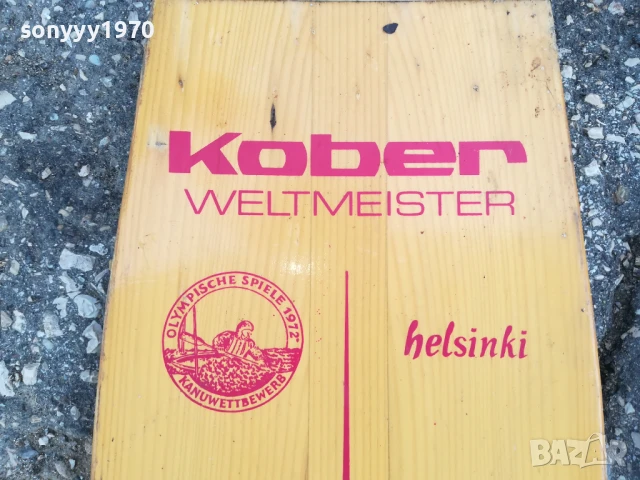 sonyyy1970
Kober
WELTMEISTER
OLYMPISCHE SPIELE 1972
KANUWETTBEWERB
helsinki
BAZAR